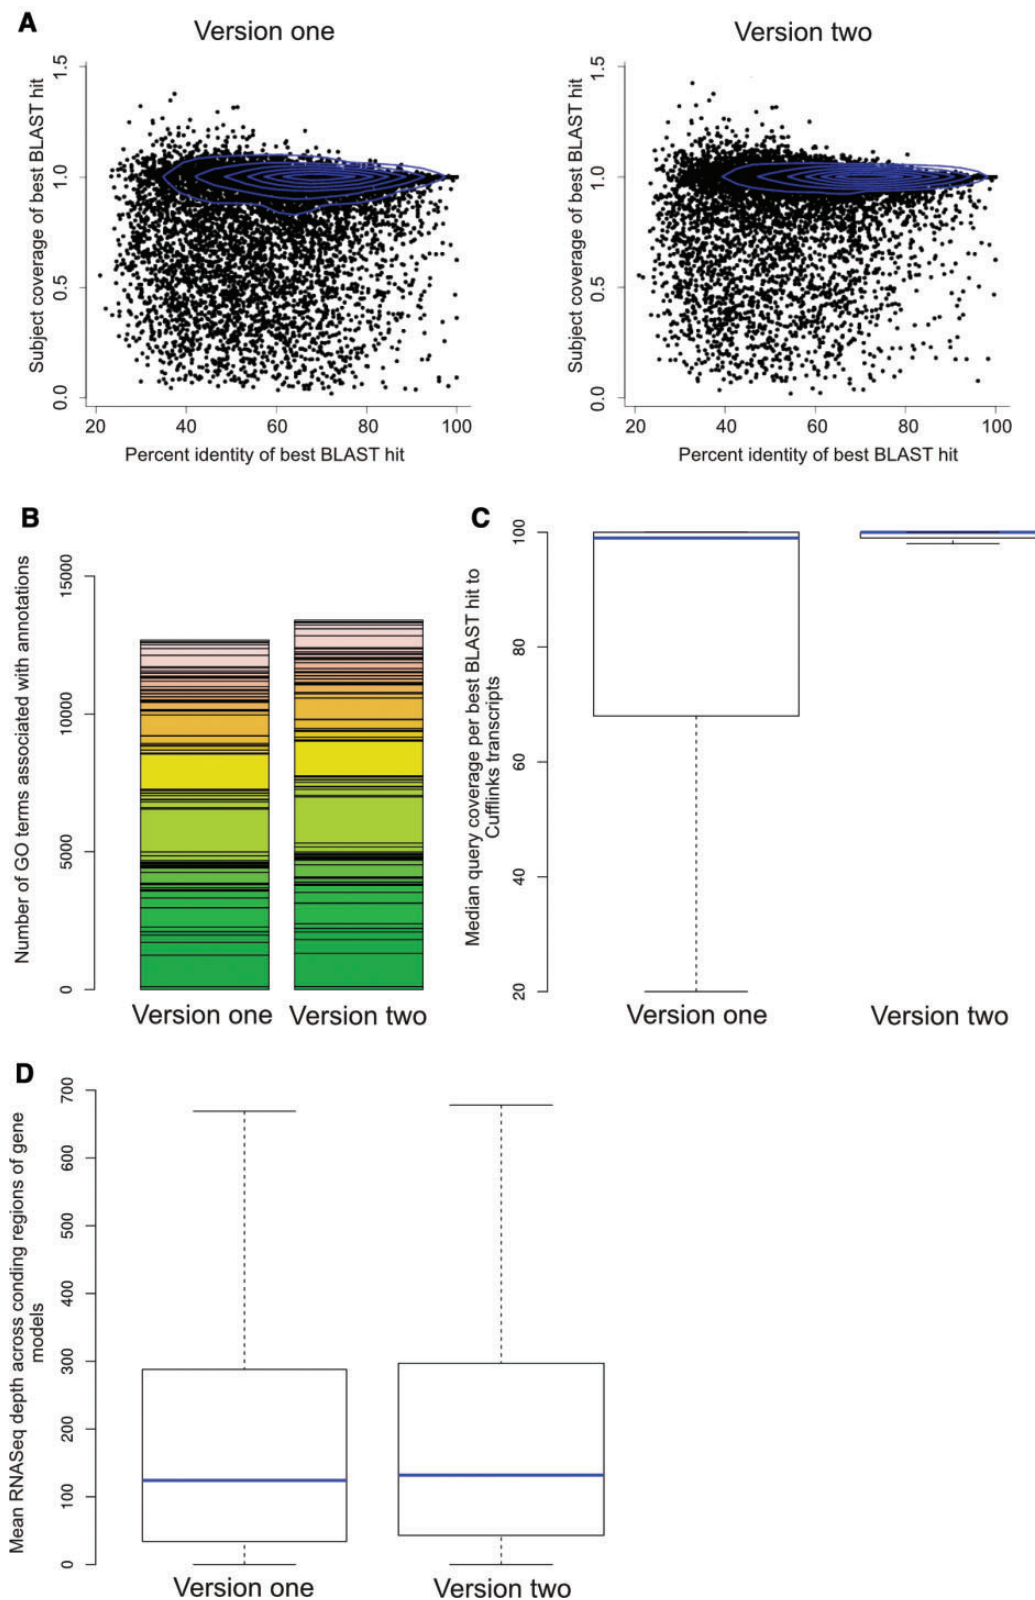 A
Version one
Version two
Subject coverage of best BLAST hit
0.0
0.5
1.0
1.5
20
40
60
80
100
Percent identity of best BLAST hit
Subject coverage of best BLAST hit
0.0
0.5
1.0
1.5
20
40
60
80
100
Percent identity of best BLAST hit
B
Number of GO terms associated with annotations
0
5000
10000
15000
Version one
Version two
C
Median query coverage per best BLAST hit to
Cufflinks transcripts
20
40
60
80
100
Version one
Version two
D
Mean RNASeq depth across conding regions of gene
models
0
100
200
300
400
500
600
700
Version one
Version two